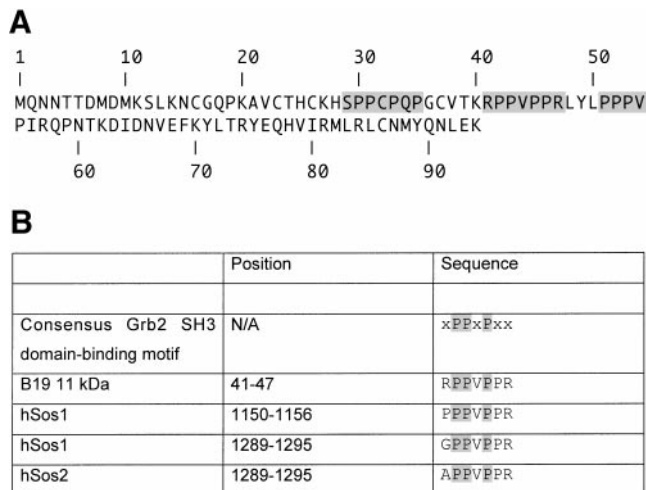 A
1 10 20 30 40 50
| | | | | |
MQNNTTDMDMKSLKNCGQPKAVCTHCKHSPPCPQPGCVTKRPPVPPRLYLPPPV
PIRQPNTKDIDNVEFKYLTRYEQHVIRMLRLCNMYQNLEK
| | | |
60 70 80 90
B
Position Sequence
Consensus Grb2 SH3 N/A xPPxPxx
domain-binding motif
B19 11 kDa 41-47 RPPVPPR
hSos1 1150-1156 PPPVPPR
hSos1 1289-1295 GPPVPPR
hSos2 1289-1295 APPVPPR